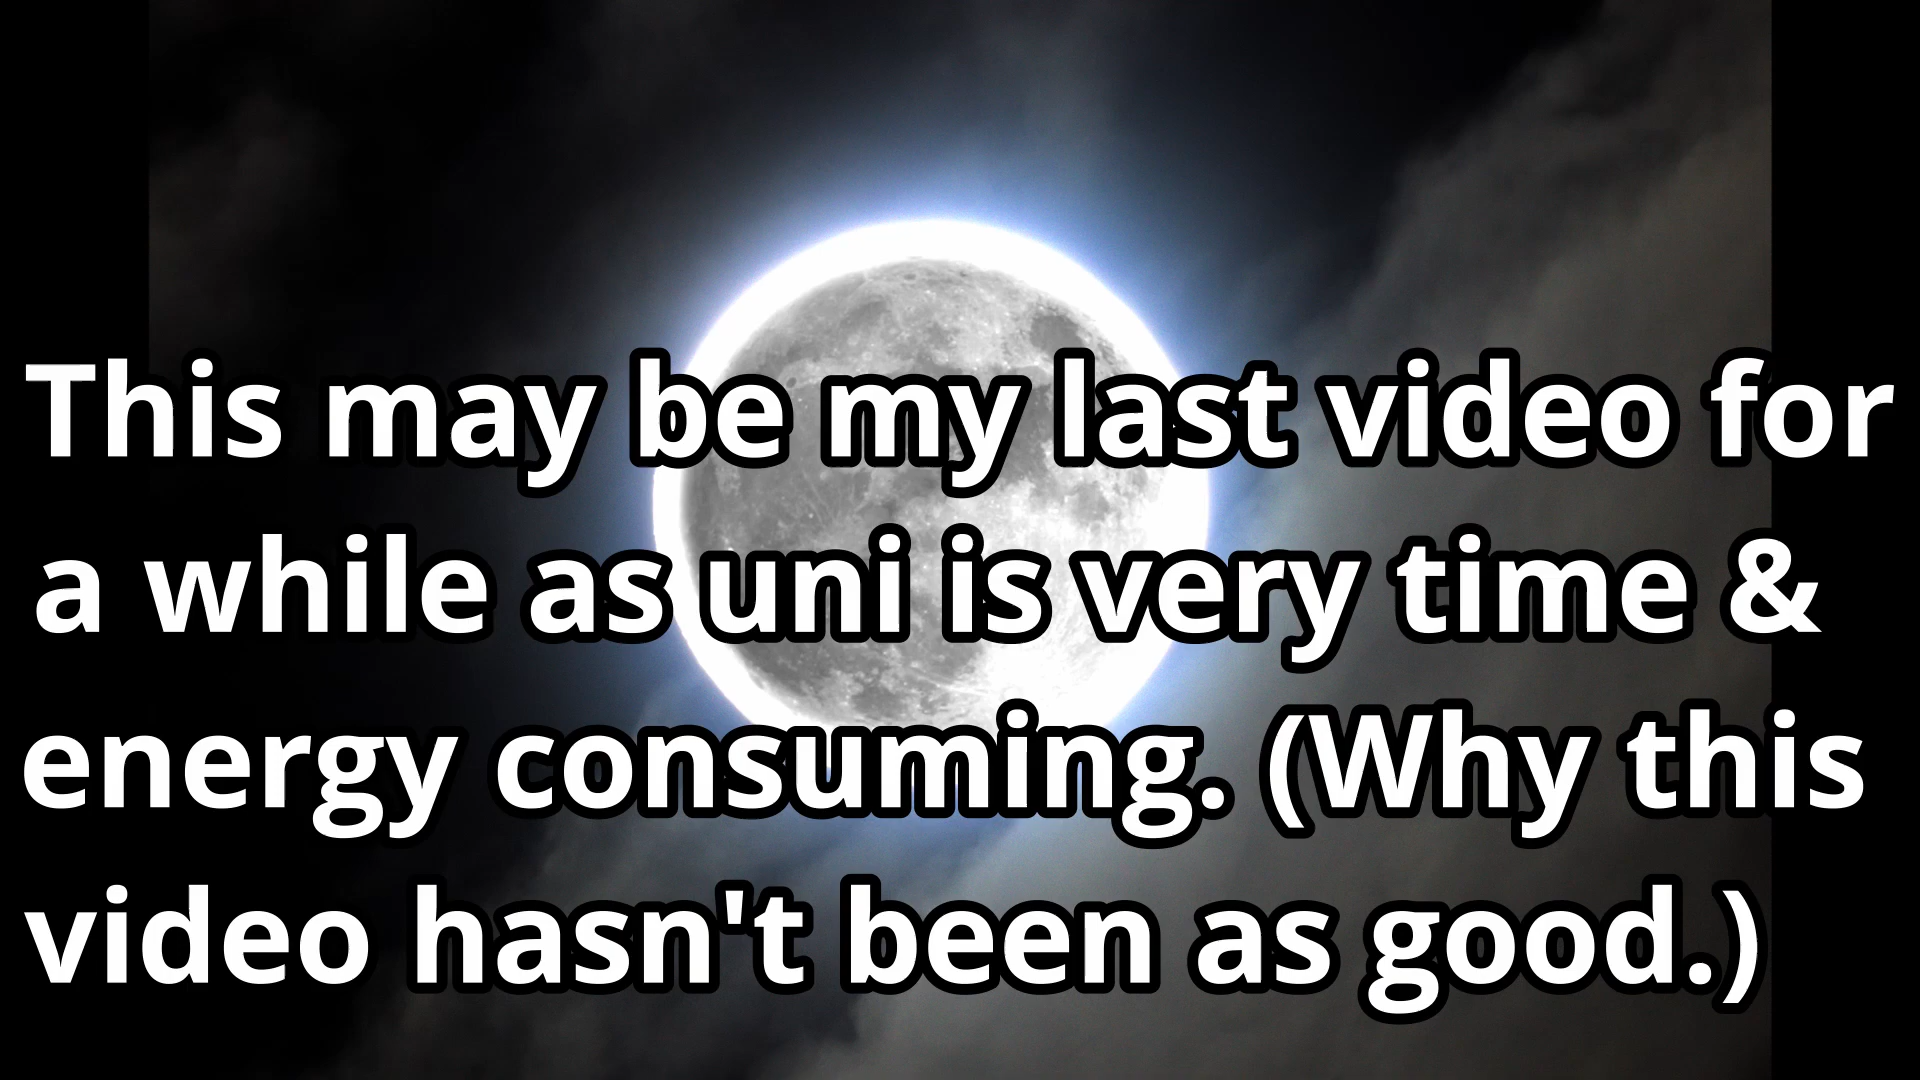 This may be my last video for
a while as uni is very time &
energy consuming. (Why this
video hasn't been as good.)